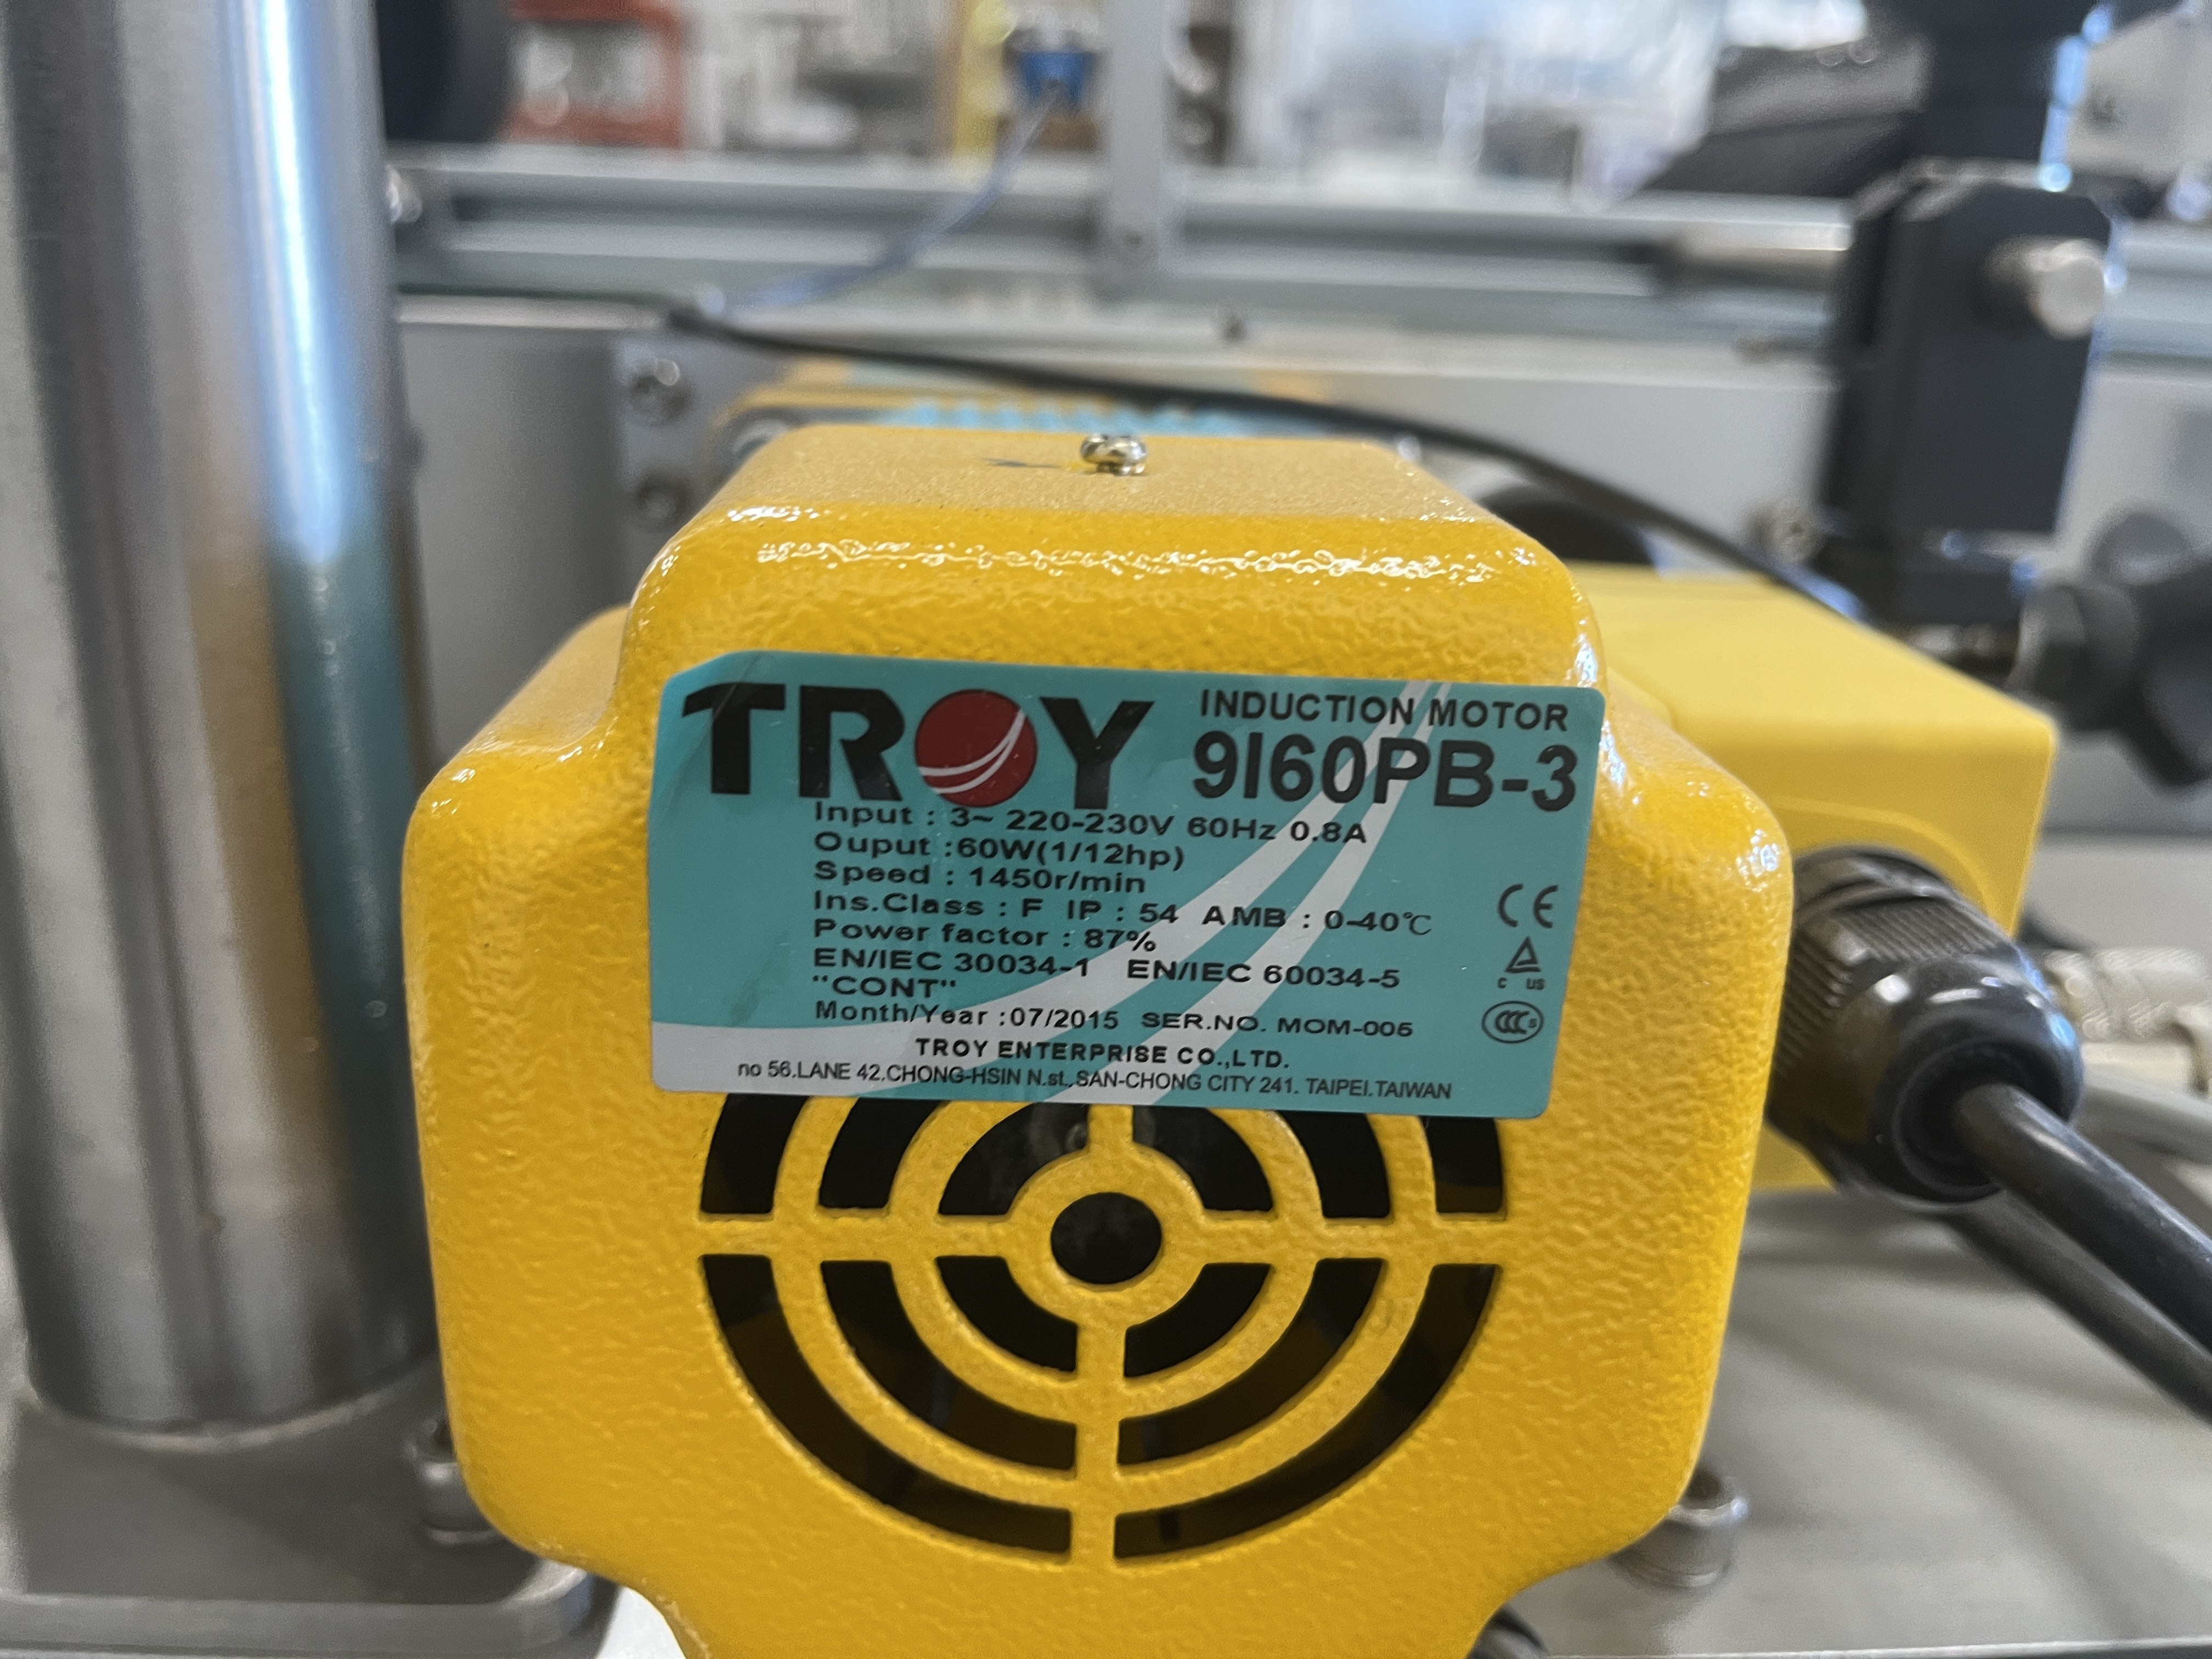 TROY INDUCTION MOTOR
9I60PB-3
Input : 3~ 220-230V 60Hz 0.8A
Ouput :60W(1/12hp)
Speed : 1450r/min
Ins.Class : F IP : 54 AMB : 0-40℃
Power factor : 87%
EN/IEC 30034-1 EN/IEC 60034-5
"CONT"
Month/Year :07/2015 SER.NO. MOM-005
TROY ENTERPRISE CO.,LTD.
no 56.LANE 42.CHONG-HSIN N.st.,SAN-CHONG CITY 241. TAIPEI.TAIWAN
CE
C US
CCC S